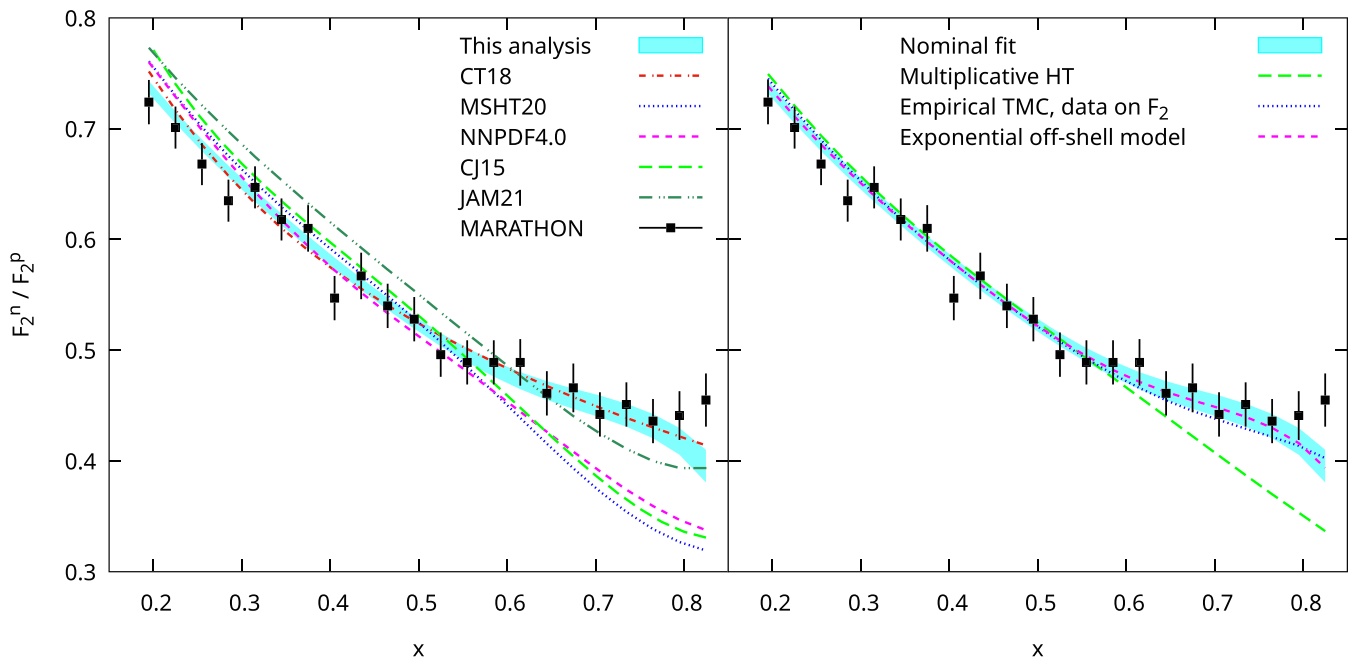 0.8
0.7
0.6
0.5
0.4
0.3
F2n / F2p
This analysis
CT18
MSHT20
NNPDF4.0
CJ15
JAM21
MARATHON
0.2 0.3 0.4 0.5 0.6 0.7 0.8
x
Nominal fit
Multiplicative HT
Empirical TMC, data on F2
Exponential off-shell model
0.2 0.3 0.4 0.5 0.6 0.7 0.8
x